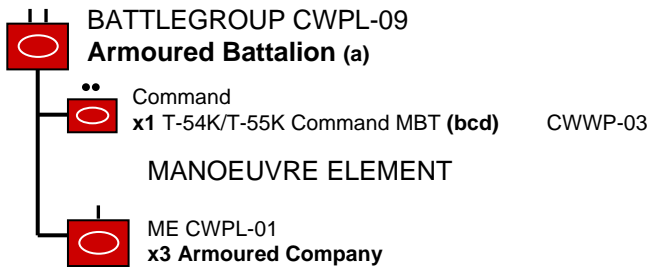 BATTLEGROUP CWPL-09
Armoured Battalion (a)
Command
x1 T-54K/T-55K Command MBT (bcd) CWWP-03
MANOEUVRE ELEMENT
ME CWPL-01
x3 Armoured Company